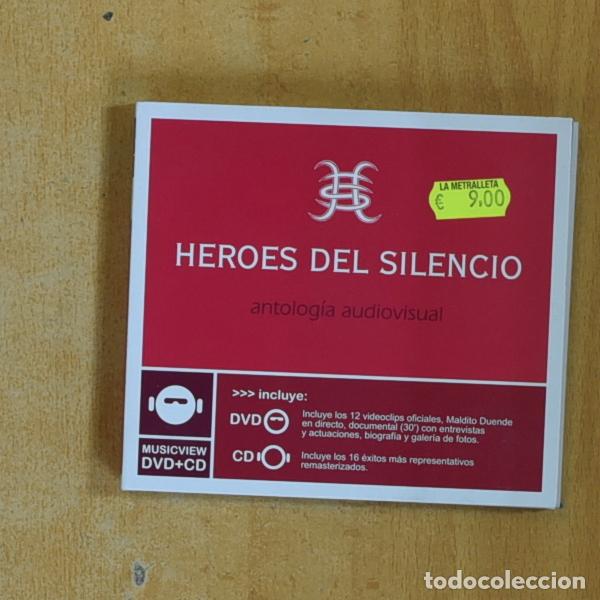 LA METRALLETA
€ 9.00
HEROES DEL SILENCIO
antología audiovisual
>>> incluye:
DVD
Incluye los 12 videoclips oficiales, Maldito Duende
en directo, documental (30') con entrevistas
y actuaciones, biografía y galería de fotos.
CD
Incluye los 16 éxitos más representativos
remasterizados.
MUSICVIEW
DVD+CD
todocoleccion.net